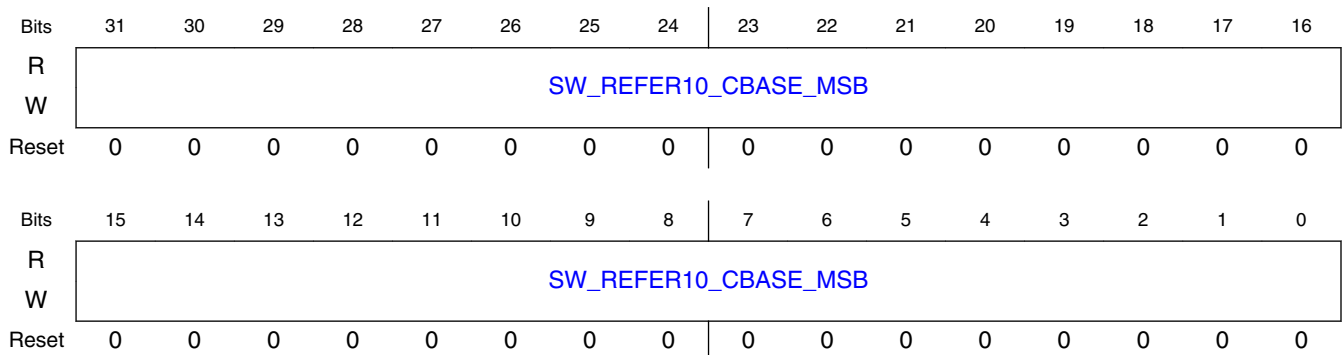 Bits 31 30 29 28 27 26 25 24 23 22 21 20 19 18 17 16
R
SW_REFER10_CBASE_MSB
W
Reset 0 0 0 0 0 0 0 0 0 0 0 0 0 0 0 0
Bits 15 14 13 12 11 10 9 8 7 6 5 4 3 2 1 0
R
SW_REFER10_CBASE_MSB
W
Reset 0 0 0 0 0 0 0 0 0 0 0 0 0 0 0 0